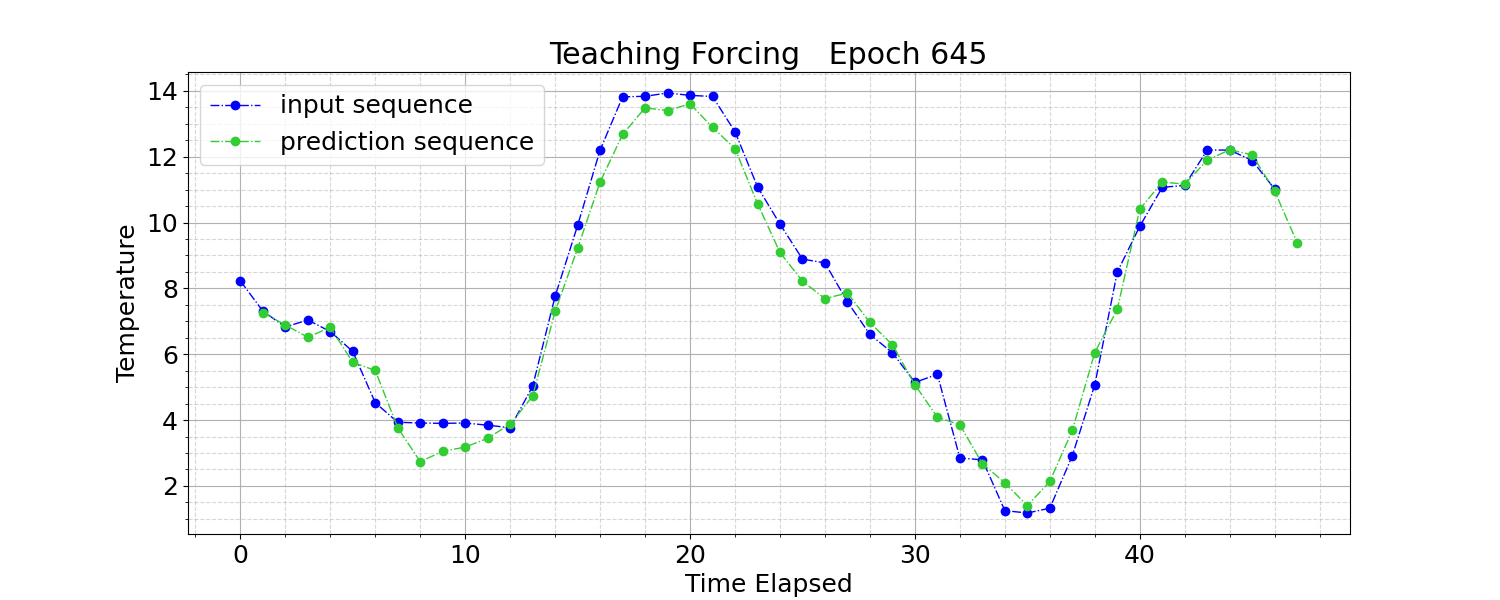 Teaching Forcing   Epoch 645
input sequence
prediction sequence
14
12
10
8
6
4
2
Temperature
0 10 20 30 40
Time Elapsed